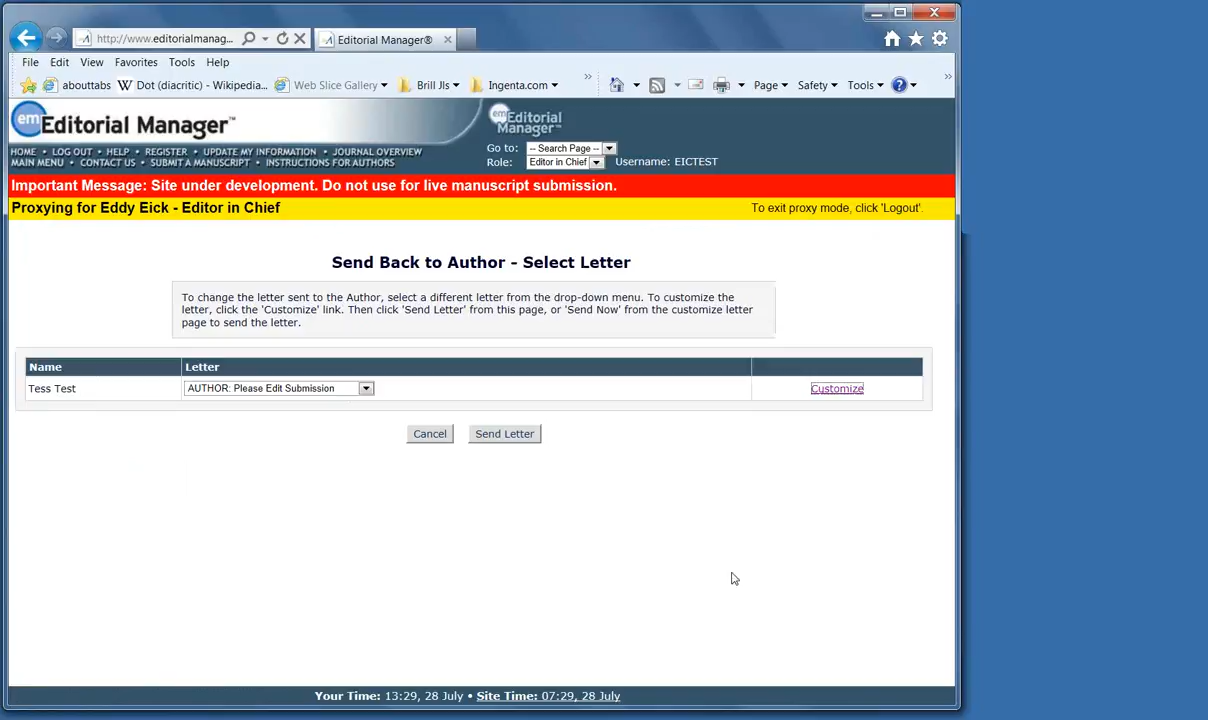 http://www.editorialmanag...
Editorial Manager®
File Edit View Favorites Tools Help
abouttabs Dot (diacritic) - Wikipedia... Web Slice Gallery Brill Jls Ingenta.com » Page Safety Tools »
em Editorial Manager™
em Editorial Manager
HOME • LOG OUT • HELP • REGISTER • UPDATE MY INFORMATION • JOURNAL OVERVIEW
MAIN MENU • CONTACT US • SUBMIT A MANUSCRIPT • INSTRUCTIONS FOR AUTHORS
Go to: -- Search Page --
Role: Editor in Chief Username: EICTEST
Important Message: Site under development. Do not use for live manuscript submission.
Proxying for Eddy Eick - Editor in Chief To exit proxy mode, click 'Logout'.
Send Back to Author - Select Letter
To change the letter sent to the Author, select a different letter from the drop-down menu. To customize the
letter, click the 'Customize' link. Then click 'Send Letter' from this page, or 'Send Now' from the customize letter
page to send the letter.
Name Letter
Tess Test AUTHOR: Please Edit Submission Customize
Cancel Send Letter
Your Time: 13:29, 28 July • Site Time: 07:29, 28 July